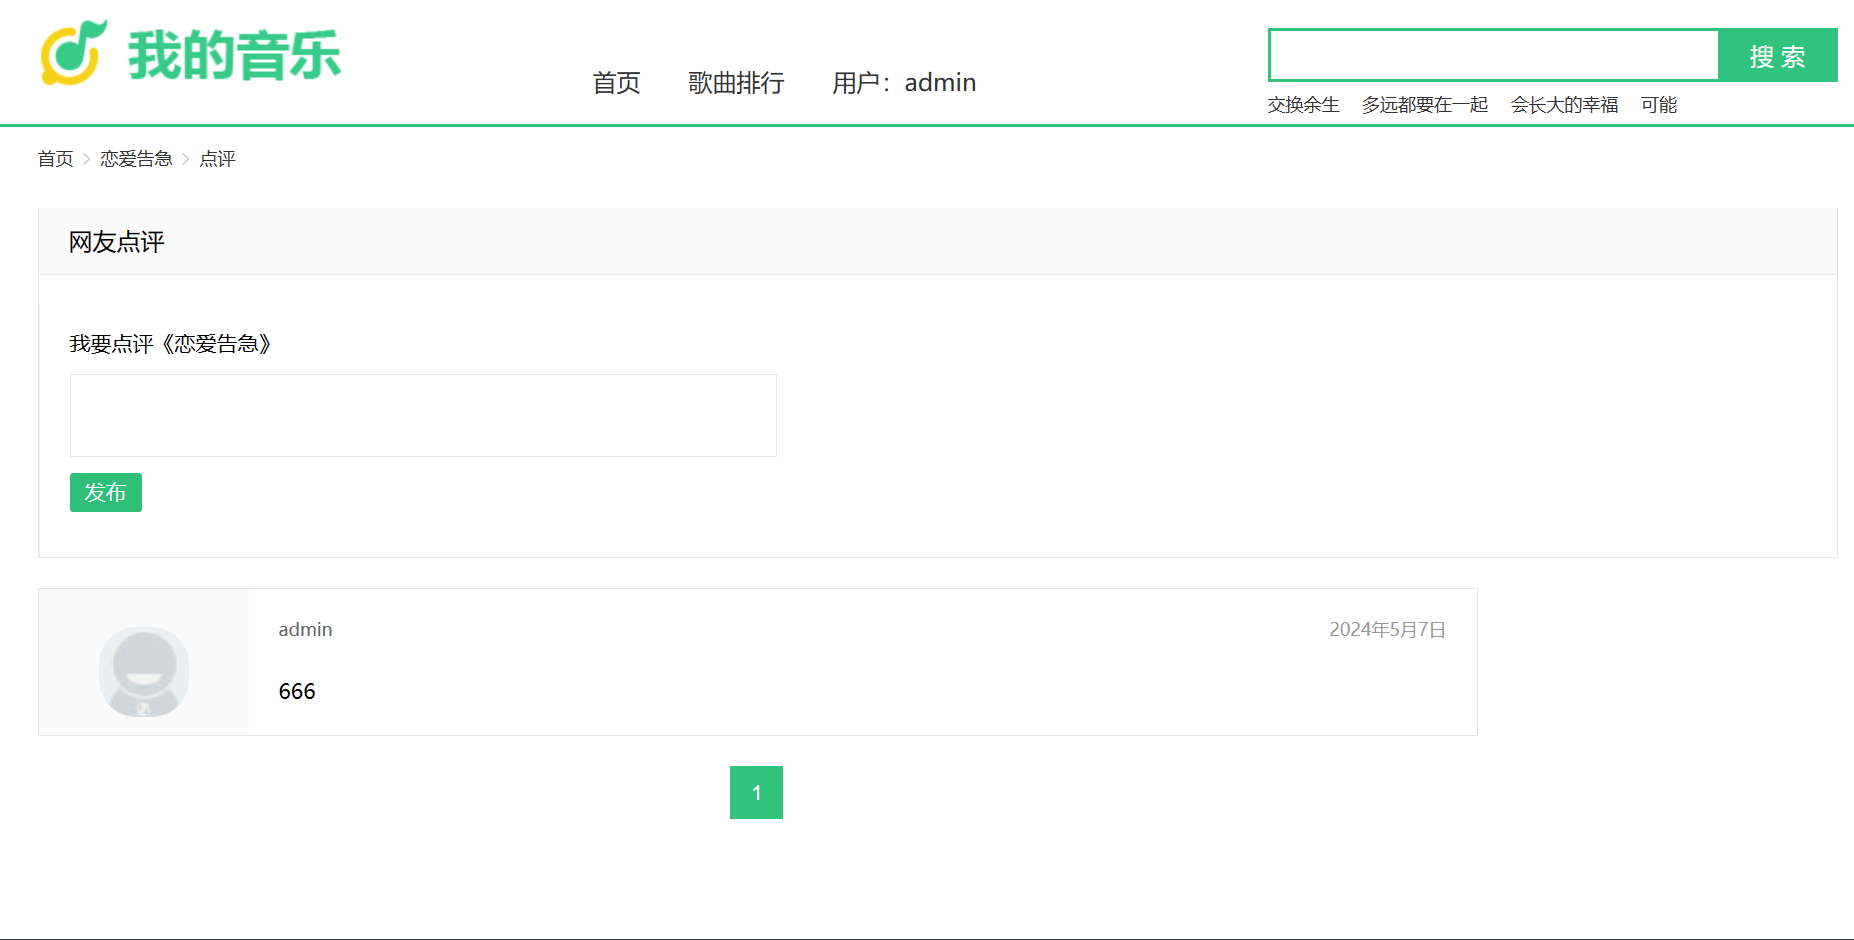 我的音乐
首页 歌曲排行 用户：admin
搜 索
交换余生 多远都要在一起 会长大的幸福 可能
首页 > 恋爱告急 > 点评
网友点评
我要点评《恋爱告急》
发布
admin 2024年5月7日
666
1